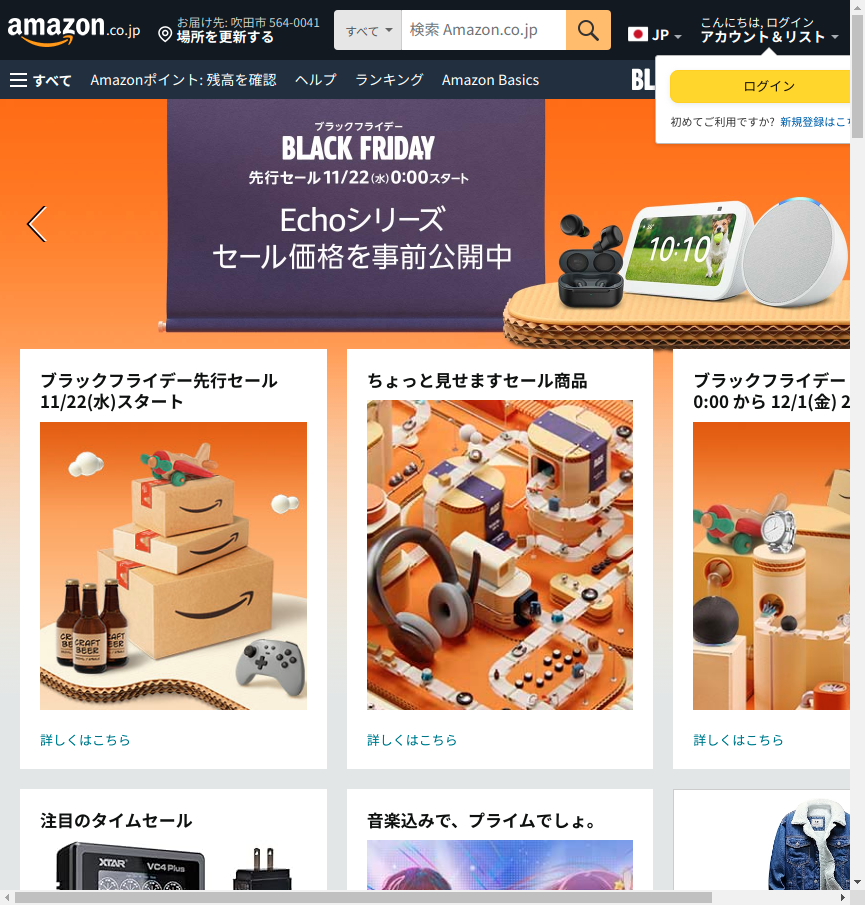 amazon.co.jp
お届け先: 吹田市 564-0041
場所を更新する
すべて
検索 Amazon.co.jp
JP
こんにちは, ログイン
アカウント＆リスト
すべて
Amazonポイント: 残高を確認
ヘルプ
ランキング
Amazon Basics
BL
ログイン
初めてご利用ですか? 新規登録はこち
ブラックフライデー
BLACK FRIDAY
先行セール 11/22(水)0:00スタート
Echoシリーズ
セール価格を事前公開中
10:10
ブラックフライデー先行セール
11/22(水)スタート
CRAFT
BEER
詳しくはこちら
ちょっと見せますセール商品
詳しくはこちら
ブラックフライデー
0:00 から 12/1(金) 2
詳しくはこちら
注目のタイムセール
XTAR
VC4 Plus
音楽込みで、プライムでしょ。